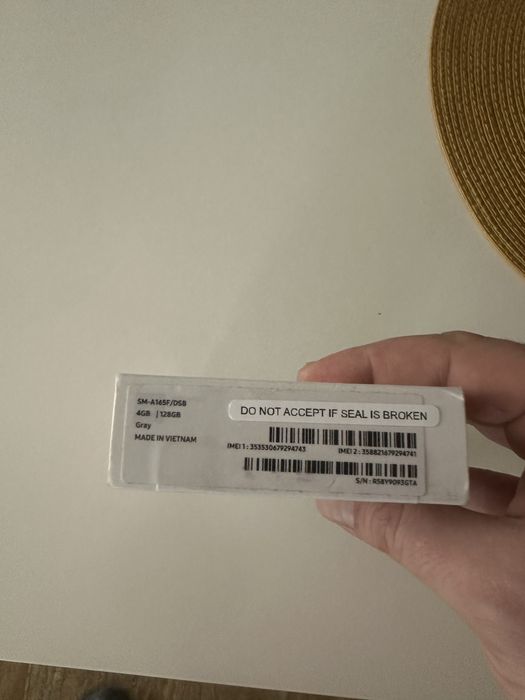 SM-A165F/DSB
4GB | 128GB
Gray
MADE IN VIETNAM
DO NOT ACCEPT IF SEAL IS BROKEN
IMEI 1 : 353530679294743
IMEI 2 : 358821679294741
S/N : R58Y9093GTA